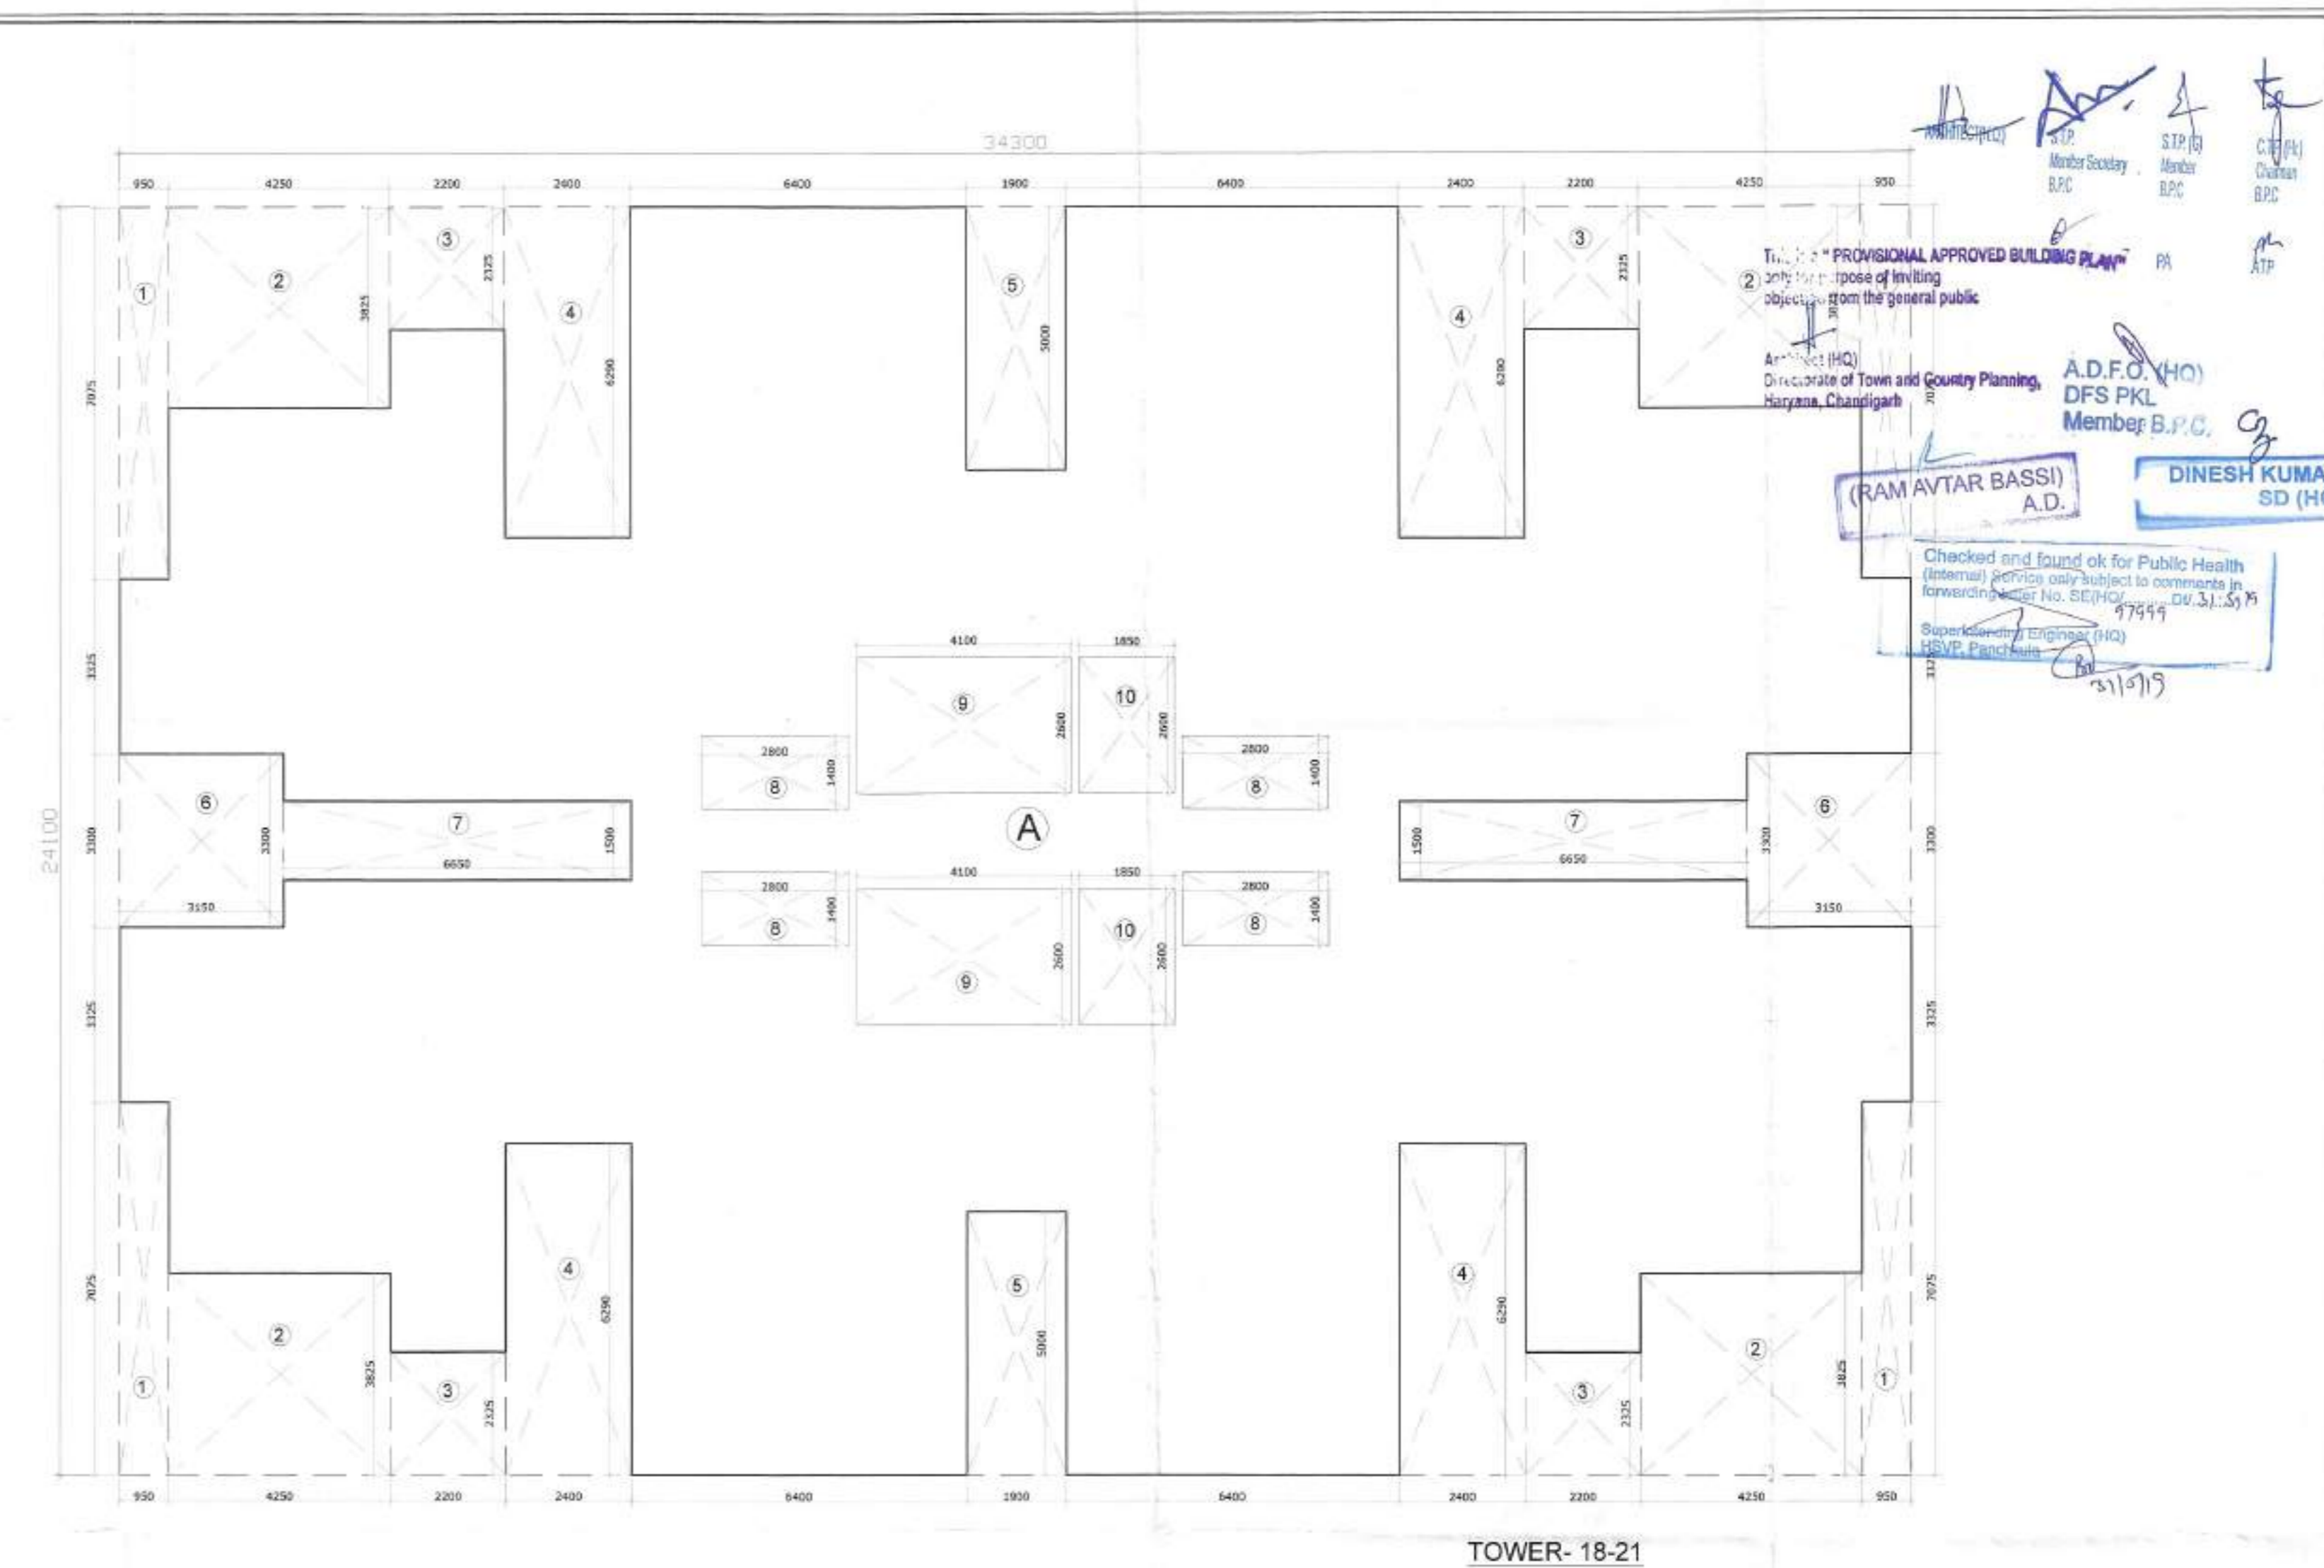 34300
950 4250 2200 2400 6400 1900 6400 2400 2200 4250 950
S.T.P. S.T.P. (G) C.T.P. (Hr)
Member Secretary Member Chairman
B.P.C B.P.C B.P.C
PA ATP
"PROVISIONAL APPROVED BUILDING PLAN"
only for purpose of inviting
from the general public
Architect (HQ)
Directorate of Town and Country Planning,
Haryana, Chandigarh
A.D.F.O. (HQ)
DFS PKL
Member B.P.C.
(RAM AVTAR BASSI)
A.D.
DINESH KUMA
SD (H
Checked and found ok for Public Health
(Internal) Service only subject to comments in
forwarding letter No. SE(HQ)
97999
Superintending Engineer (HQ)
HSVP, Panchkula
31/5/19
1 2 3 4 5 4 3 2
7075 3825 2325 6290 5000 6290 2325
3325
4100 1850
9 10
2600 2600
2800 2800
8 1400 8 1400
24100
3300 6 3300 7 1500 A 1500 7 3300 6 3300
6650 6650
3150 3150
4100 1850
2800 2800
8 1400 8 1400
9 10
2600 2600
3325 3325
7075 7075
4 5 4
6290 5000 6290
1 2 3 3 2 1
3825 2325 2325 3825
950 4250 2200 2400 6400 1900 6400 2400 2200 4250 950
TOWER- 18-21